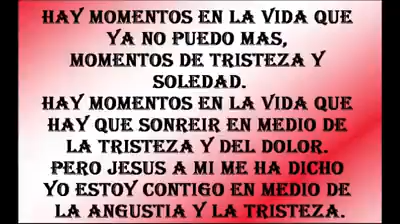 HAY MOMENTOS EN LA VIDA QUE
YA NO PUEDO MAS,
MOMENTOS DE TRISTEZA Y
SOLEDAD.
HAY MOMENTOS EN LA VIDA QUE
HAY QUE SONREIR EN MEDIO DE
LA TRISTEZA Y DEL DOLOR.
PERO JESUS A MI ME HA DICHO
YO ESTOY CONTIGO EN MEDIO DE
LA ANGUSTIA Y LA TRISTEZA.